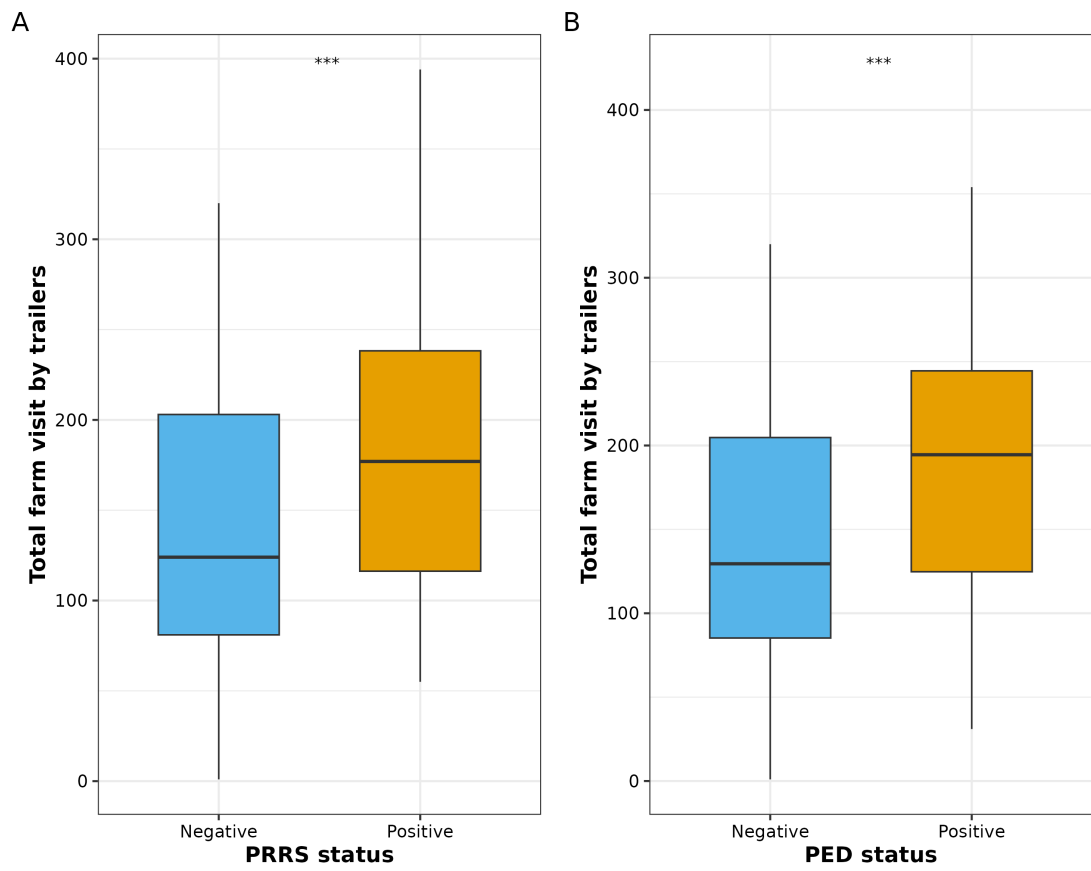 A
Total farm visit by trailers
400
300
200
100
0
***
Negative
Positive
PRRS status
B
Total farm visit by trailers
400
300
200
100
0
***
Negative
Positive
PED status